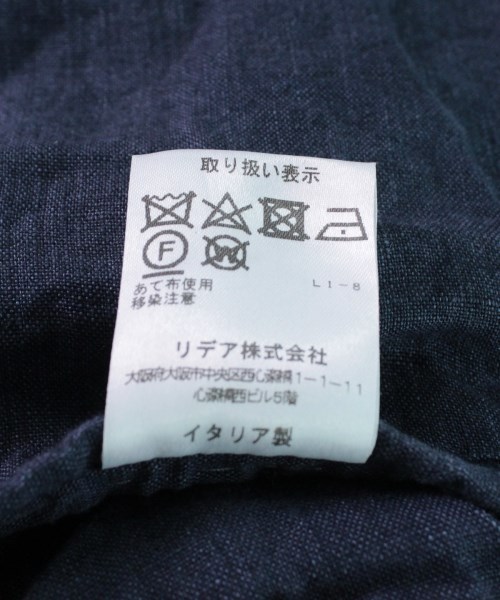 取り扱い表示
F
W
あて布使用
移染注意
L1-8
リデア株式会社
大阪府大阪市中央区西心斎橋1-1-11
心斎橋西ビル5階
イタリア製